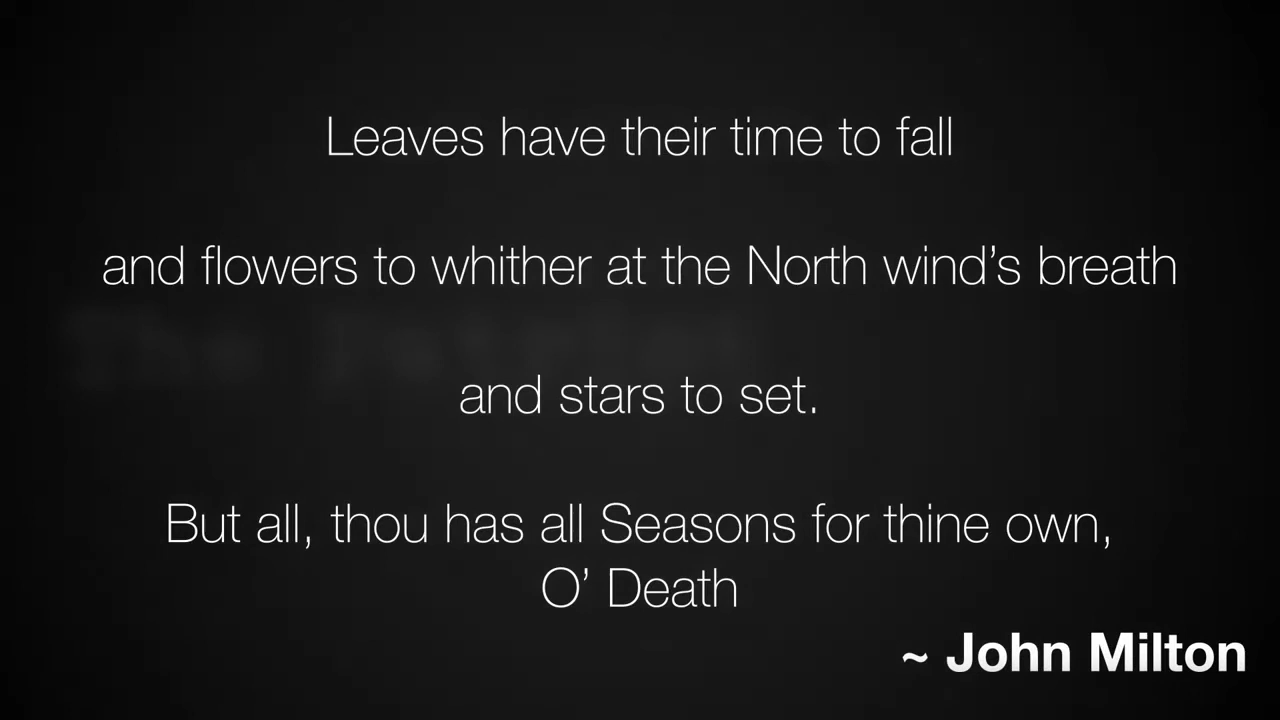 Leaves have their time to fall
and flowers to whither at the North wind’s breath
and stars to set.
But all, thou has all Seasons for thine own,
O’ Death
~ John Milton